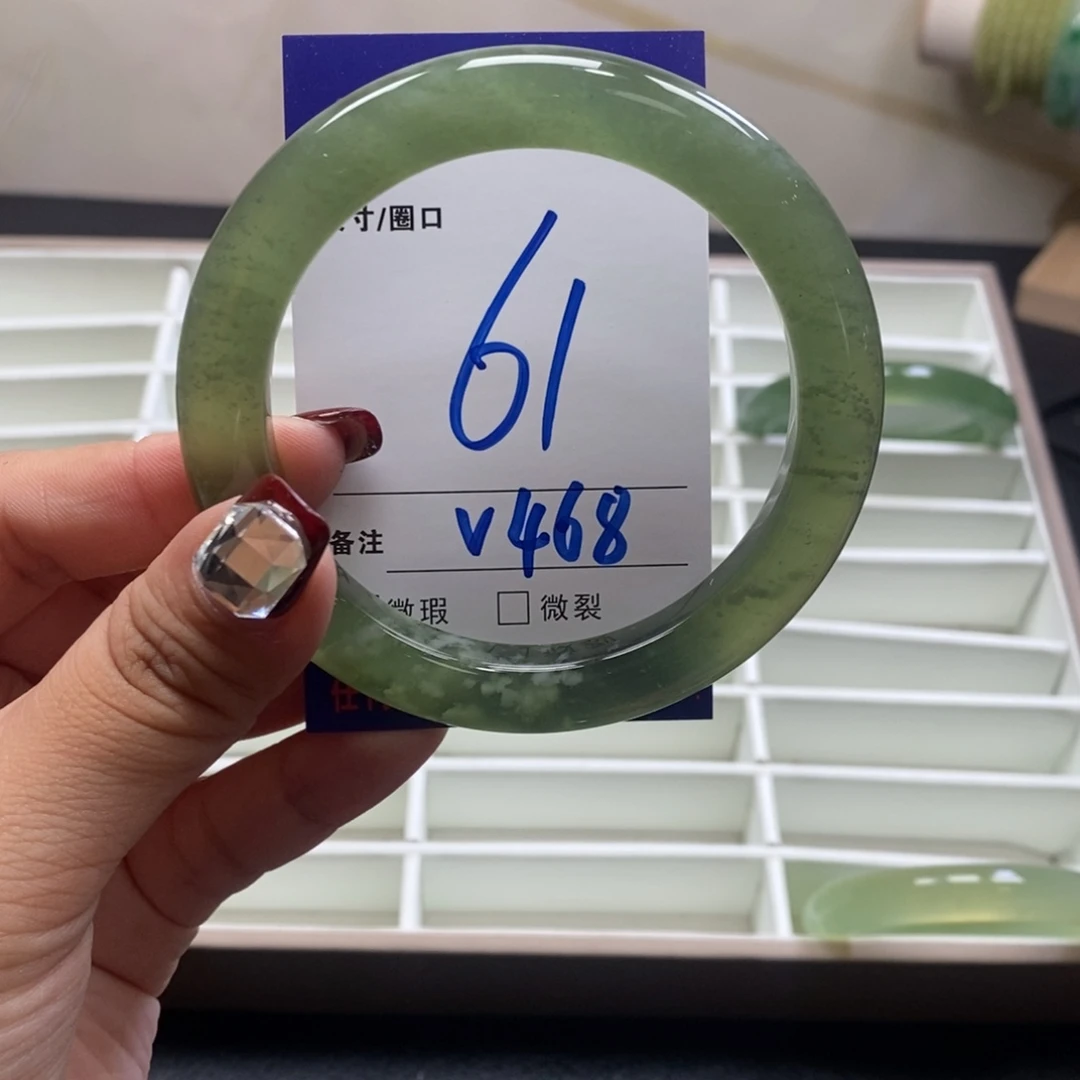 寸/圈口
61
备注 v468
微瑕 □ 微裂